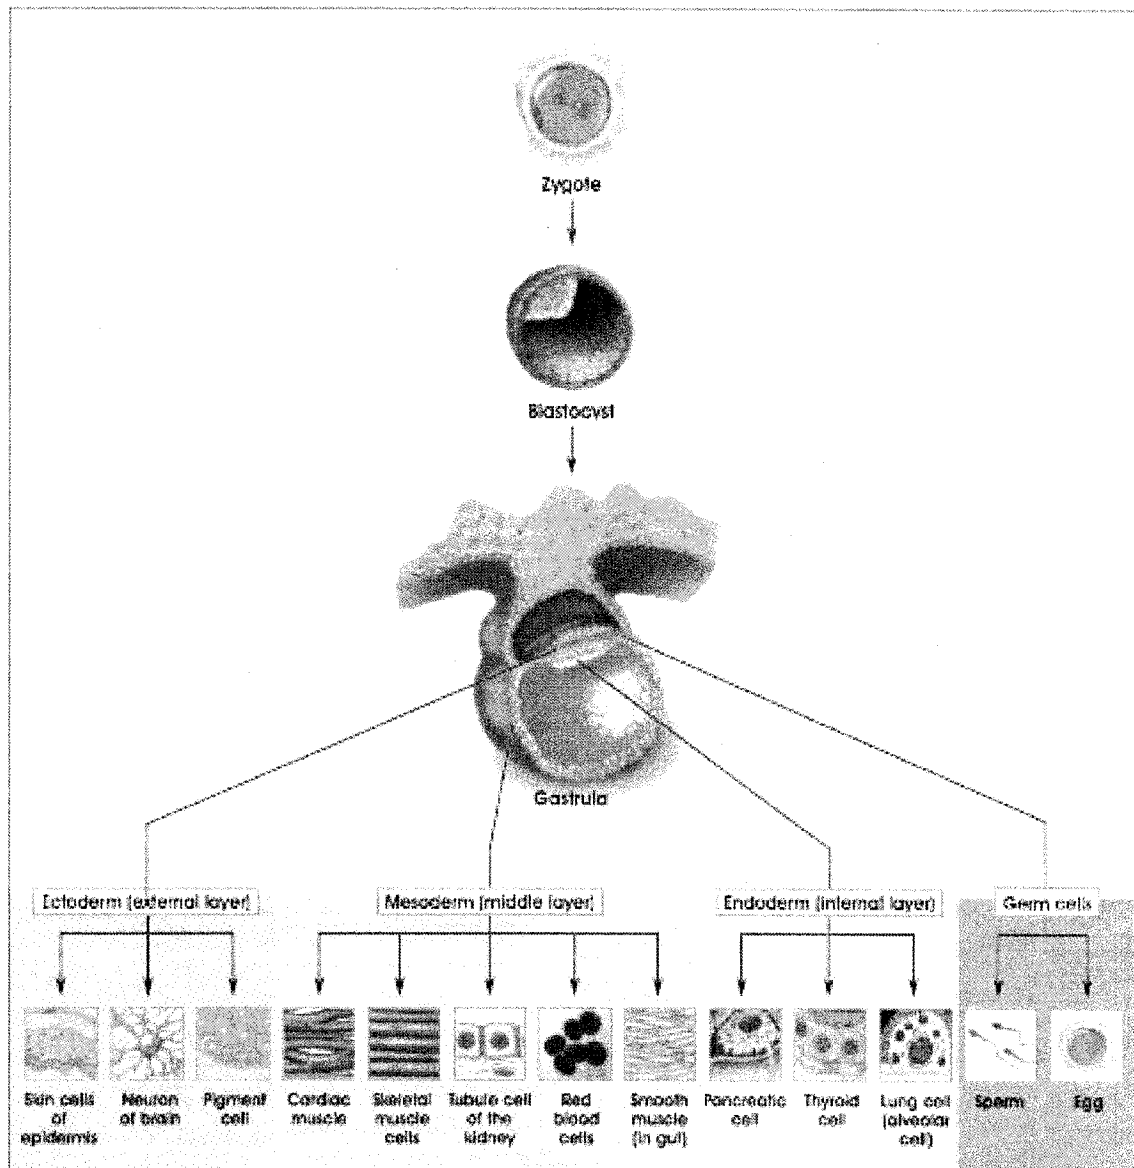 Zygote
Blastocyst
Gastrula
Ectoderm (external layer)
Mesoderm (middle layer)
Endoderm (internal layer)
Germ cells
Skin cells
of
epidermis
Neuron
of brain
Pigment
cell
Cardiac
muscle
Skeletal
muscle
cells
Tubule cell
of the
kidney
Red
blood
cells
Smooth
muscle
(in gut)
Pancreatic
cell
Thyroid
cell
Lung cell
(alveolar
cell)
Sperm
Egg